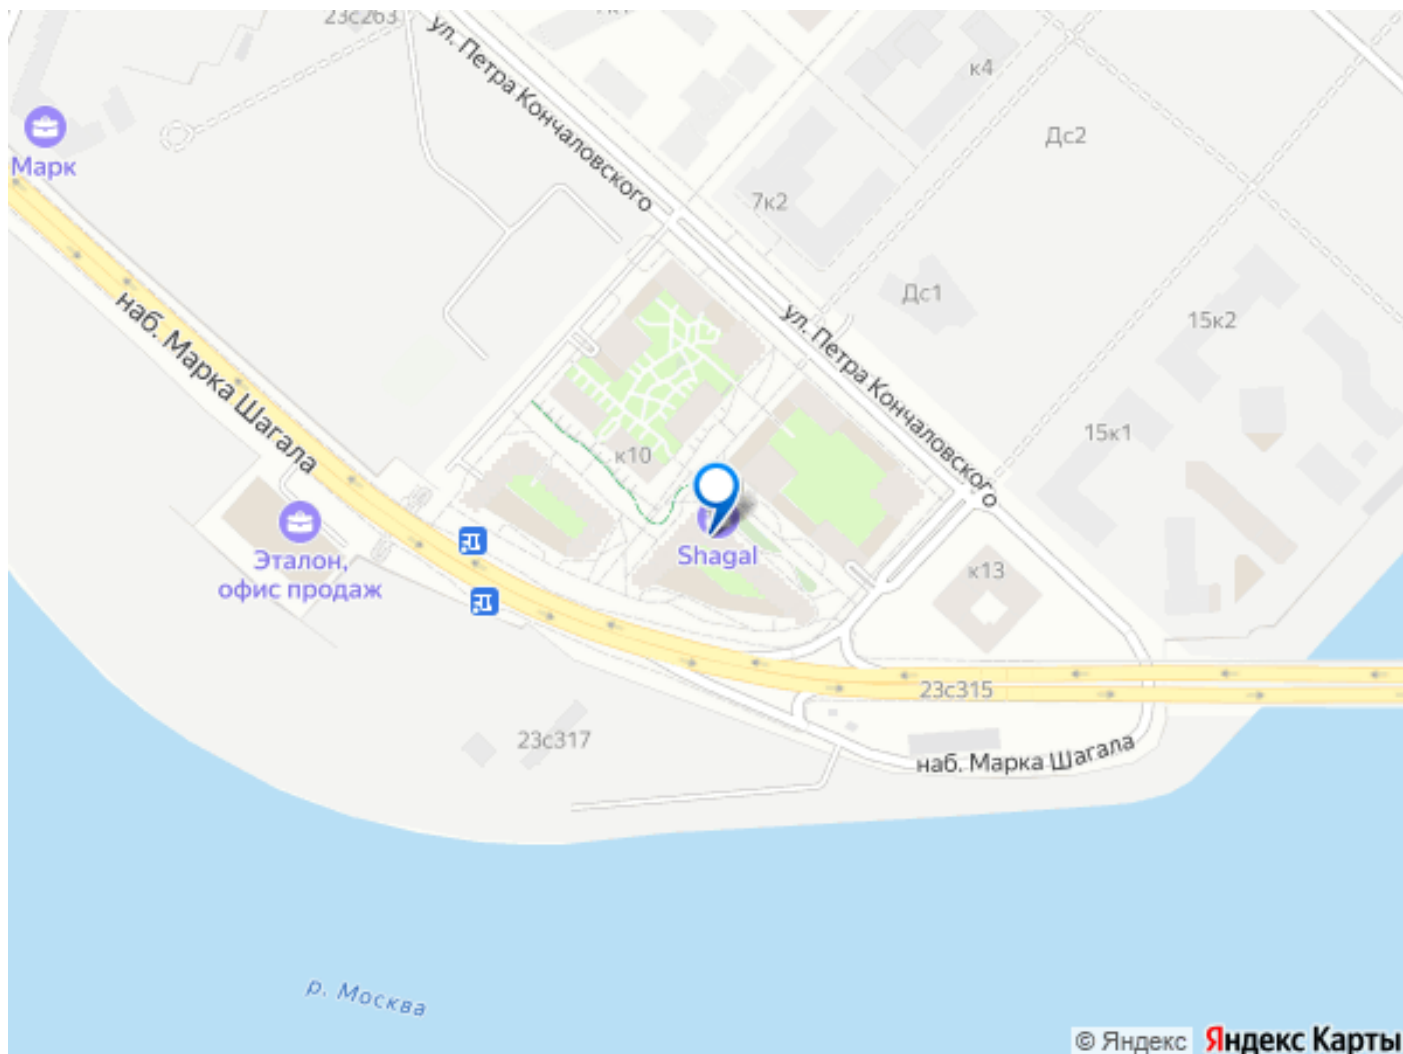 23с263
ул. Петра Кончаловского
к4
Марк
Дс2
7к2
Дс1
15к2
ул. Петра Кончаловского
наб. Марка Шагала
15к1
к10
Эталон,
офис продаж
Shagal
к13
23с315
23с317
наб. Марка Шагала
р. Москва
© Яндекс Яндекс Карты